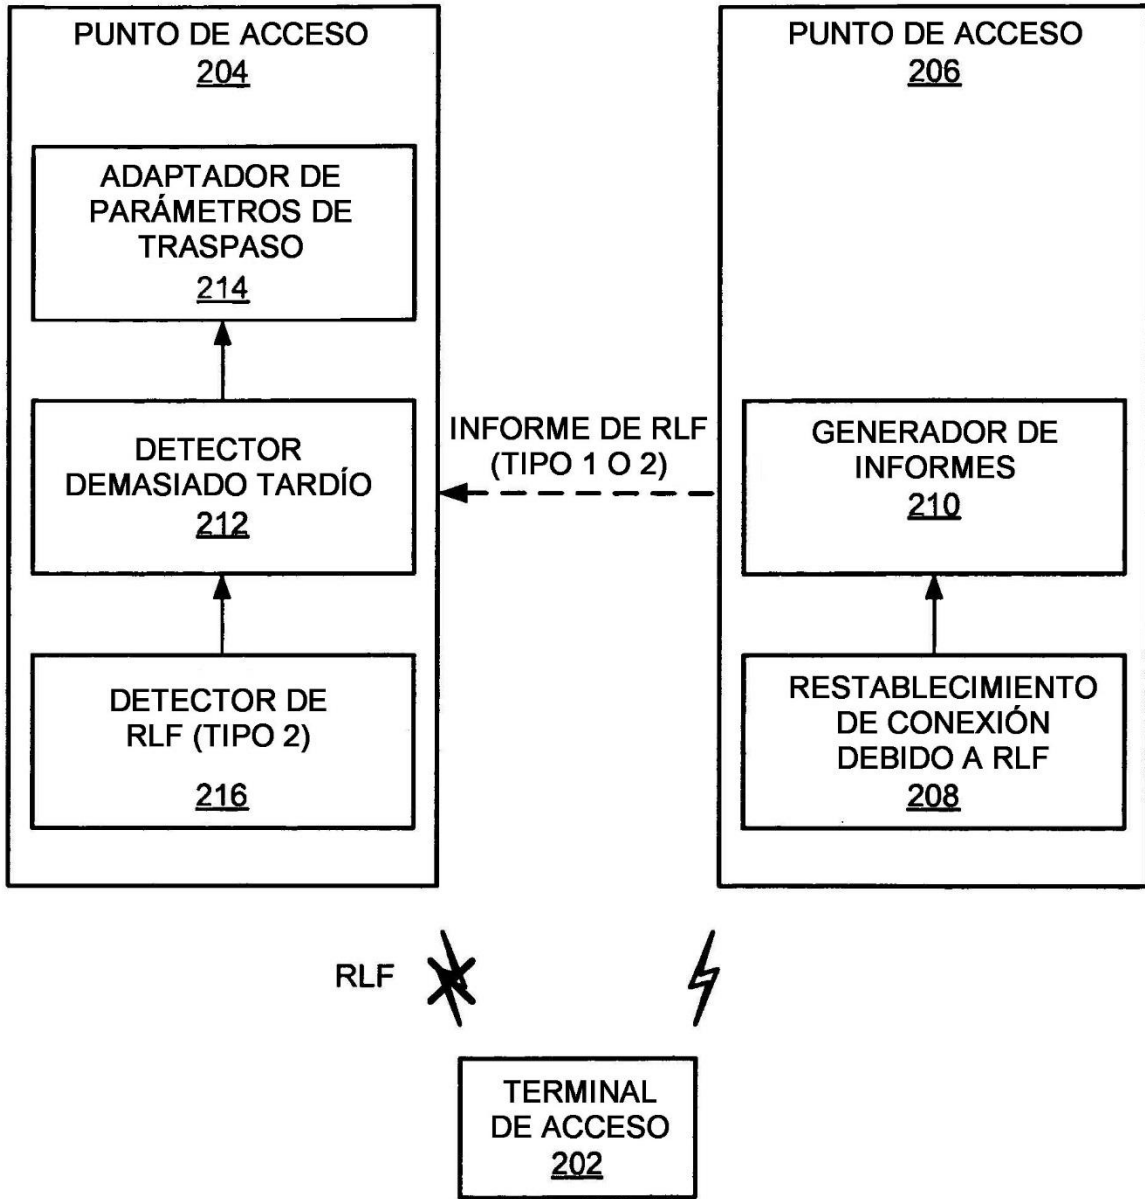 PUNTO DE ACCESO
204
ADAPTADOR DE
PARÁMETROS DE
TRASPASO
214
DETECTOR
DEMASIADO TARDÍO
212
DETECTOR DE
RLF (TIPO 2)
216
INFORME DE RLF
(TIPO 1 O 2)
PUNTO DE ACCESO
206
GENERADOR DE
INFORMES
210
RESTABLECIMIENTO
DE CONEXIÓN
DEBIDO A RLF
208
RLF
TERMINAL
DE ACCESO
202